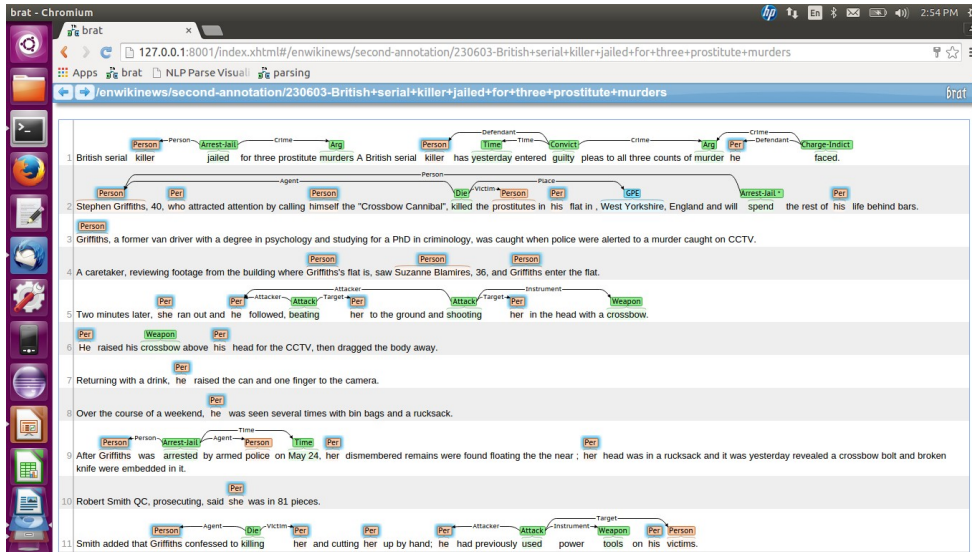 brat - Chromium
hp En 2:54 PM
brat ×
127.0.0.1:8001/index.xhtml#/enwikinews/second-annotation/230603-British+serial+killer+jailed+for+three+prostitute+murders
Apps brat NLP Parse Visuali parsing
/enwikinews/second-annotation/230603-British+serial+killer+jailed+for+three+prostitute+murders brat
Defendant Crime
Person Person Arrest-Jail Crime Arg Person Time Time Convict Crime Arg Per Defendant Charge-Indict
1 British serial killer jailed for three prostitute murders A British serial killer has yesterday entered guilty pleas to all three counts of murder he faced.
Person
Agent Place
Person Per Person Die Victim Person Per GPE Arrest-Jail * Per
2 Stephen Griffiths, 40, who attracted attention by calling himself the "Crossbow Cannibal", killed the prostitutes in his flat in , West Yorkshire, England and will spend the rest of his life behind bars.
Person
3 Griffiths, a former van driver with a degree in psychology and studying for a PhD in criminology, was caught when police were alerted to a murder caught on CCTV.
Person Person Person
4 A caretaker, reviewing footage from the building where Griffiths's flat is, saw Suzanne Blamires, 36, and Griffiths enter the flat.
Attacker Instrument
Per Per Attacker Attack Target Per Attack Target Per Weapon
5 Two minutes later, she ran out and he followed, beating her to the ground and shooting her in the head with a crossbow.
Per Weapon Per
6 He raised his crossbow above his head for the CCTV, then dragged the body away.
Per
7 Returning with a drink, he raised the can and one finger to the camera.
Per
8 Over the course of a weekend, he was seen several times with bin bags and a rucksack.
Time
Person Person Arrest-Jail Agent Person Time Per Per
9 After Griffiths was arrested by armed police on May 24, her dismembered remains were found floating the the near ; her head was in a rucksack and it was yesterday revealed a crossbow bolt and broken
knife were embedded in it.
Per
10 Robert Smith QC, prosecuting, said she was in 81 pieces.
Target
Person Agent Die Victim Per Per Per Attacker Attack Instrument Weapon Per Person
11 Smith added that Griffiths confessed to killing her and cutting her up by hand; he had previously used power tools on his victims.